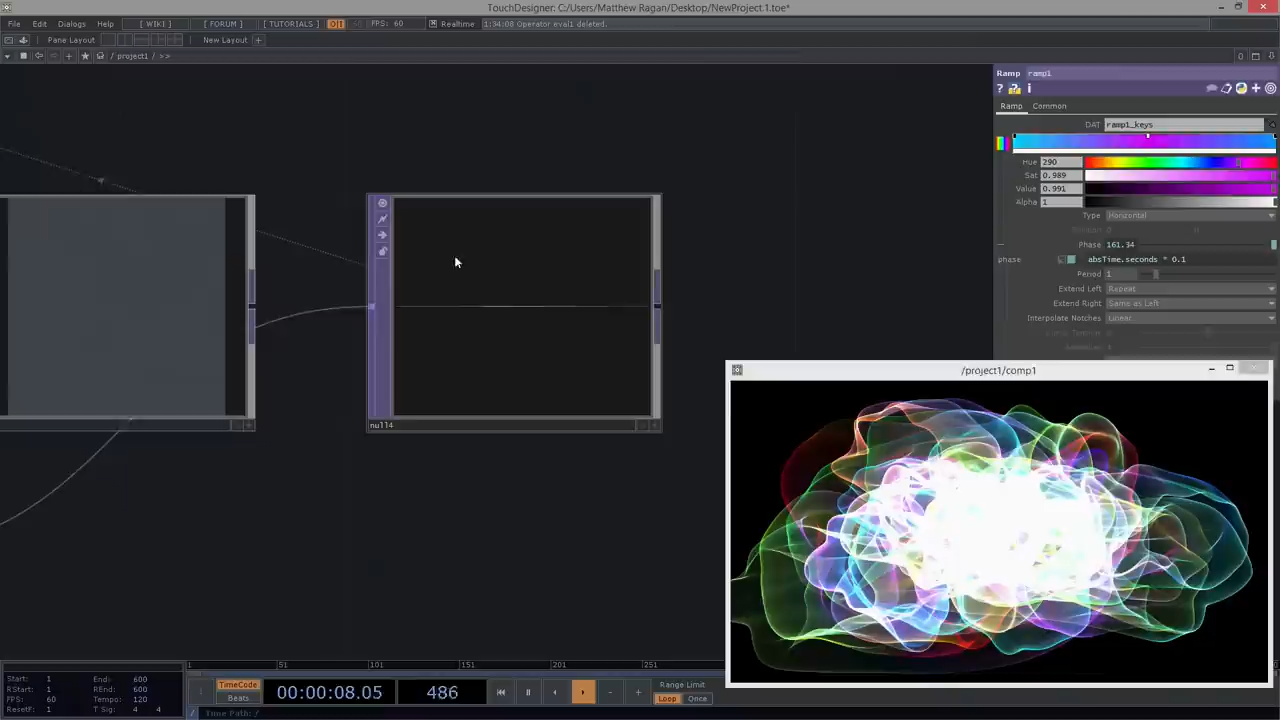 TouchDesigner: C:/Users/Matthew Ragan/Desktop/NewProject.1.toe*
File Edit Dialogs [ WIKI ] [ FORUM ] [ TUTORIALS ] O|I FPS: 60 Realtime 1:34:08 Operator eval1 deleted.
Pane Layout New Layout +
/ project1 / >>
Ramp ramp1
? ? i
Ramp Common
DAT ramp1_keys
Hue 290
Sat 0.989
Value 0.991
Alpha 1
Type Horizontal
Phase 161.34
phase absTime.seconds * 0.1
Period 1
Extend Left Repeat
Extend Right Same as Left
Interpolate Notches Linear
null4
/project1/comp1
1 51 101 151 201 251
Start: 1 End: 600
RStart: 1 REnd: 600
FPS: 60 Tempo: 120
ResetF: 1 T Sig: 4 4
TimeCode
Beats
00:00:08.05
486
Range Limit
Loop Once
/ Time Path: /